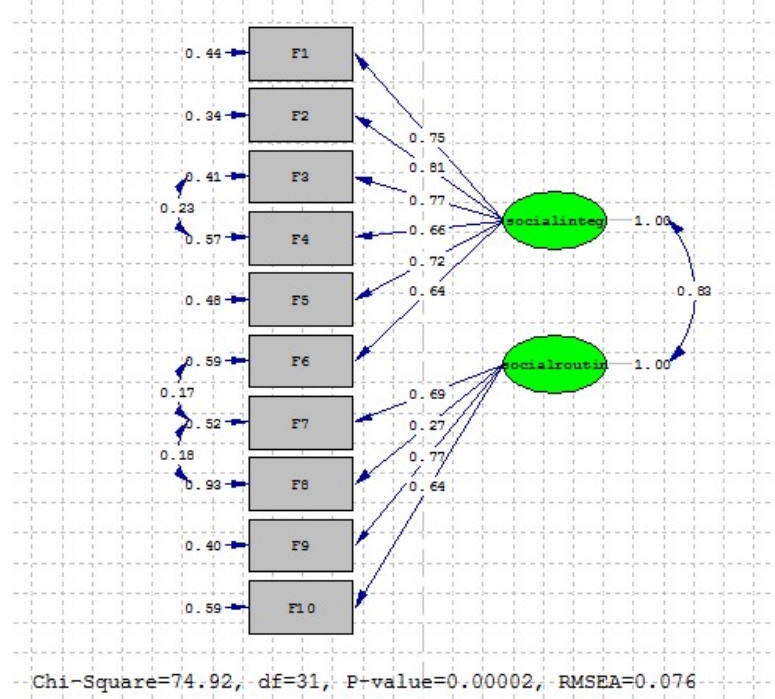 0.44 F1
0.75
0.34 F2
0.81
0.41 F3
0.77
0.23
socialinteg 1.00
0.66
0.57 F4
0.72
0.48 F5
0.64
0.83
0.59 F6
socialroutin 1.00
0.17
0.69
0.52 F7
0.27
0.18
0.77
0.93 F8
0.64
0.40 F9
0.59 F10
Chi-Square=74.92, df=31, P-value=0.00002, RMSEA=0.076